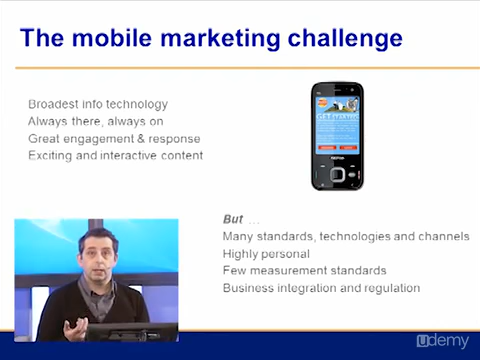 The mobile marketing challenge
Broadest info technology
Always there, always on
Great engagement & response
Exciting and interactive content
But ...
Many standards, technologies and channels
Highly personal
Few measurement standards
Business integration and regulation
udemy